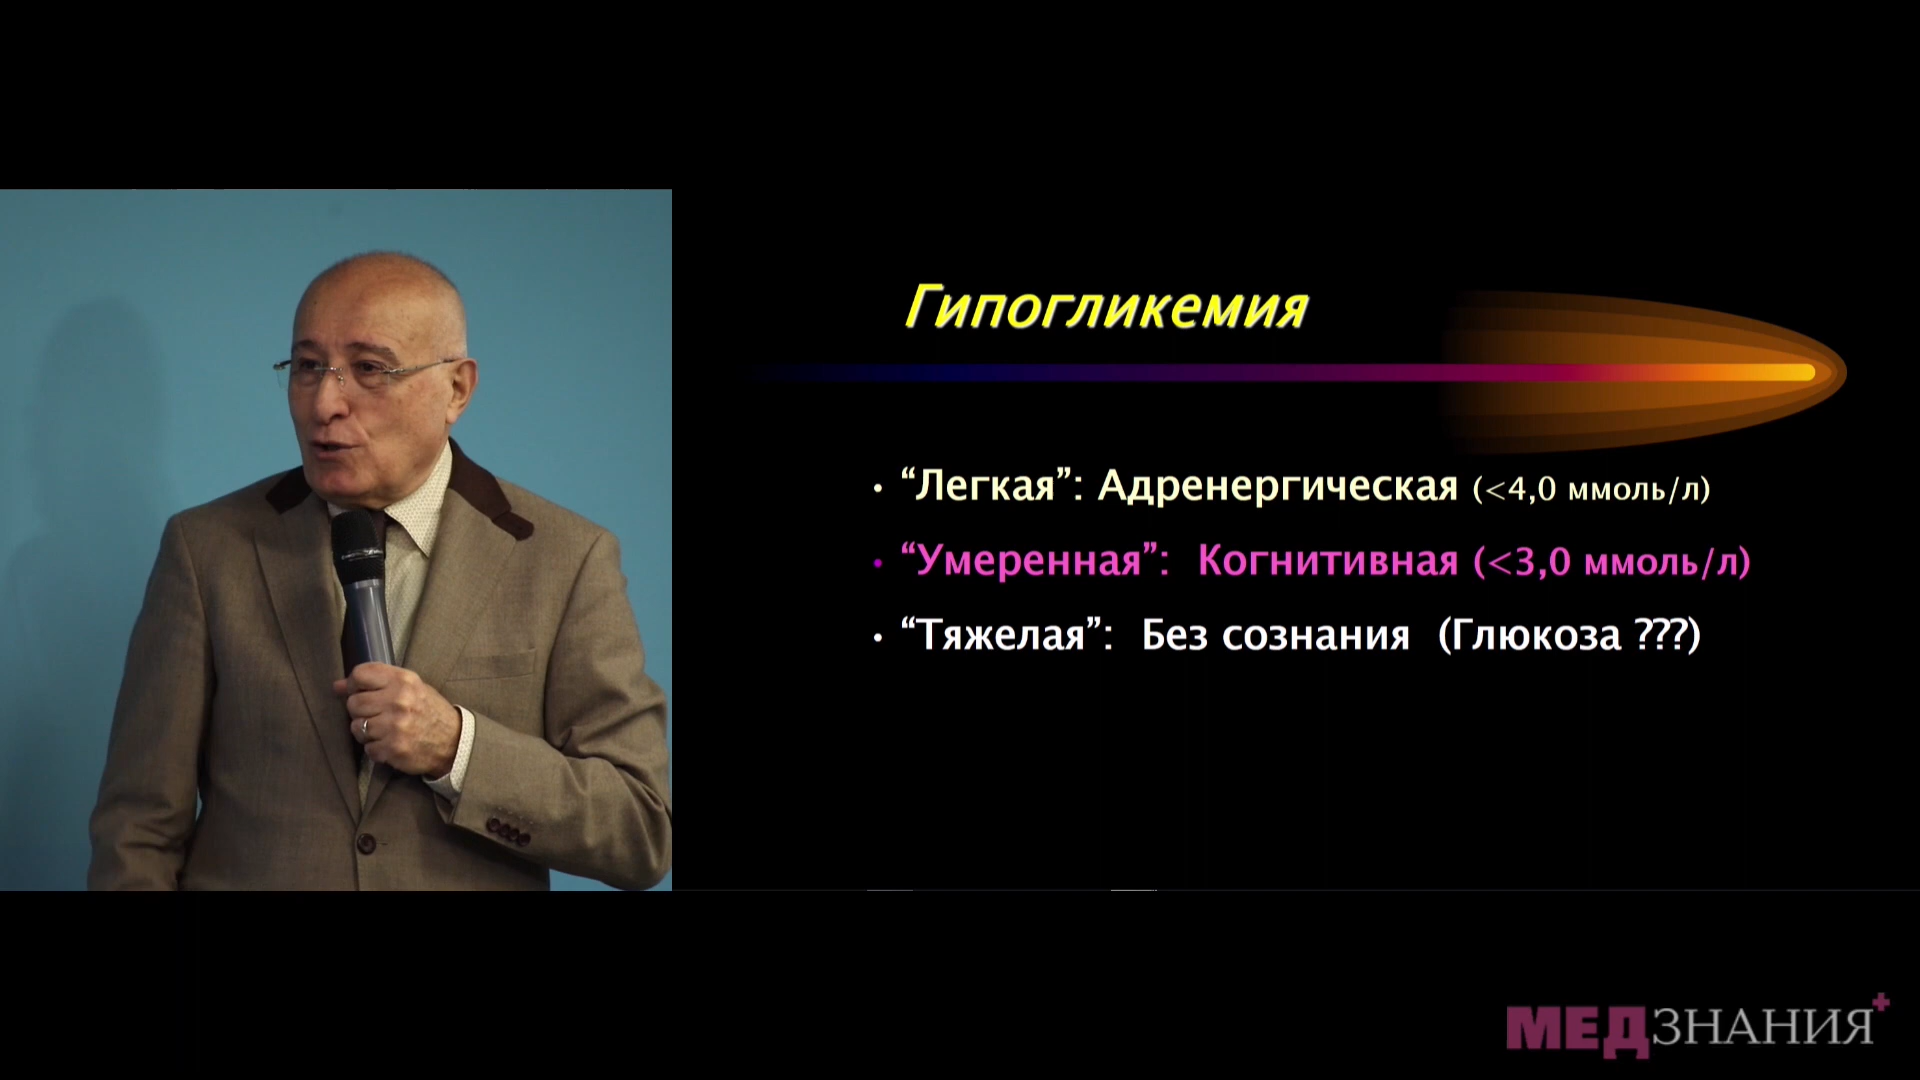 Гипогликемия
• “Легкая”: Адренергическая (<4,0 ммоль/л)
• “Умеренная”: Когнитивная (<3,0 ммоль/л)
• “Тяжелая”: Без сознания (Глюкоза ???)
МЕДЗНАНИЯ+